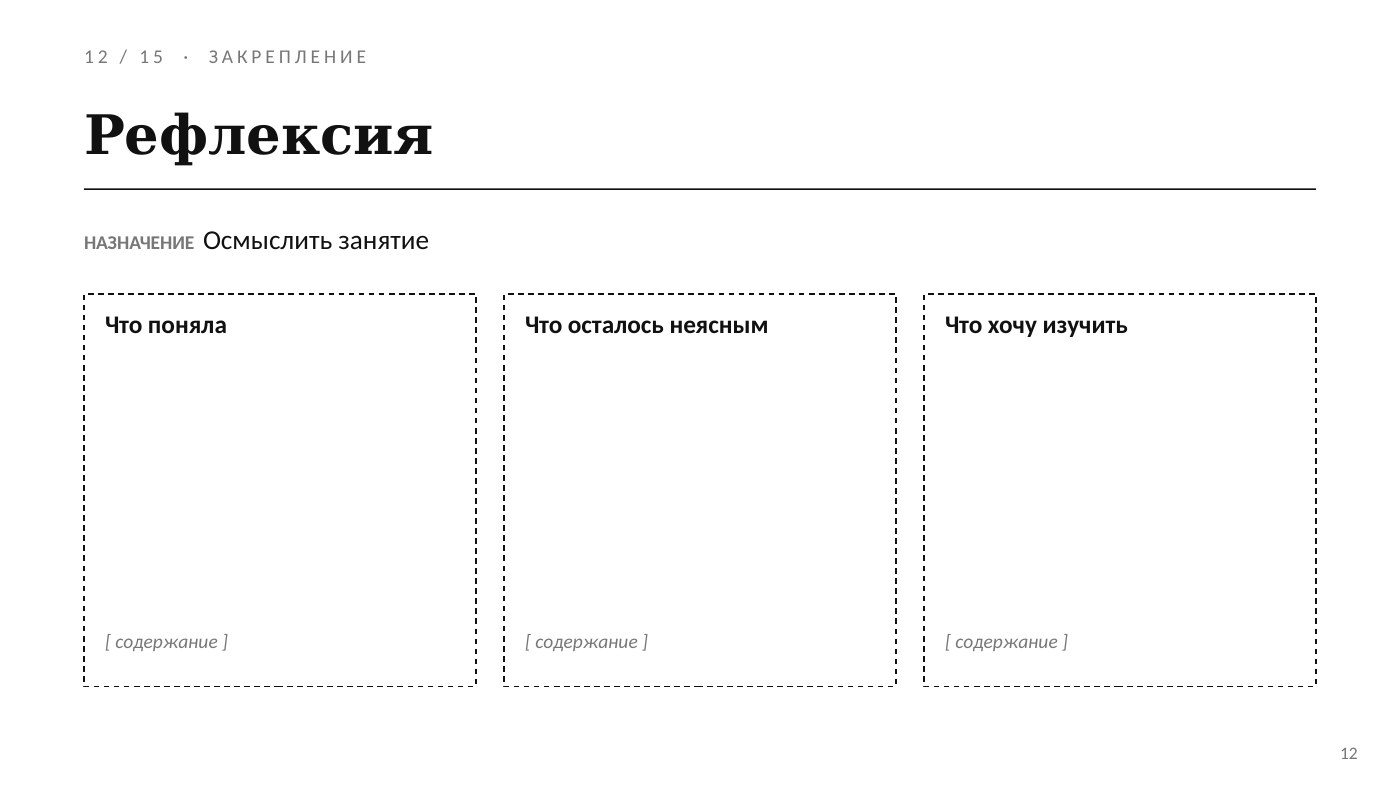 12 / 15 · ЗАКРЕПЛЕНИЕ
Рефлексия
НАЗНАЧЕНИЕ Осмыслить занятие
Что поняла
Что осталось неясным
Что хочу изучить
[ содержание ]
[ содержание ]
[ содержание ]
12